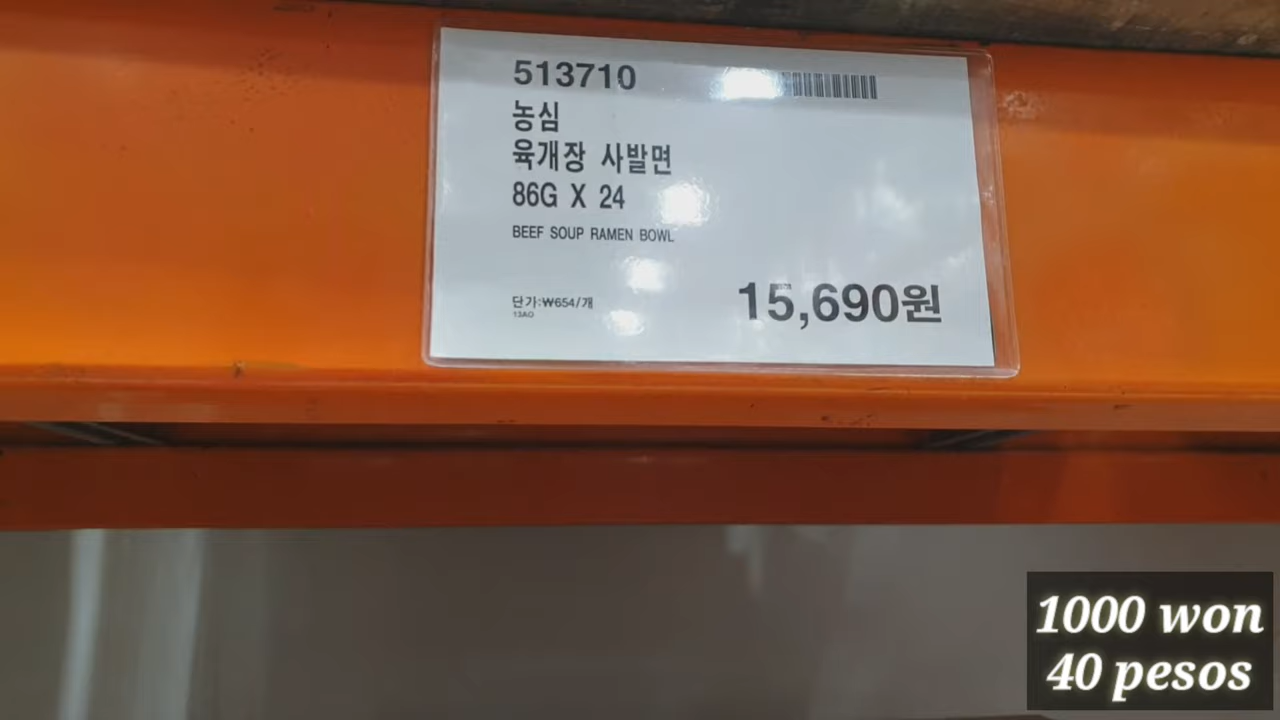 513710
농심
육개장 사발면
86G X 24
BEEF SOUP RAMEN BOWL
단가:₩654/개
13AO
15,690원
1000 won
40 pesos